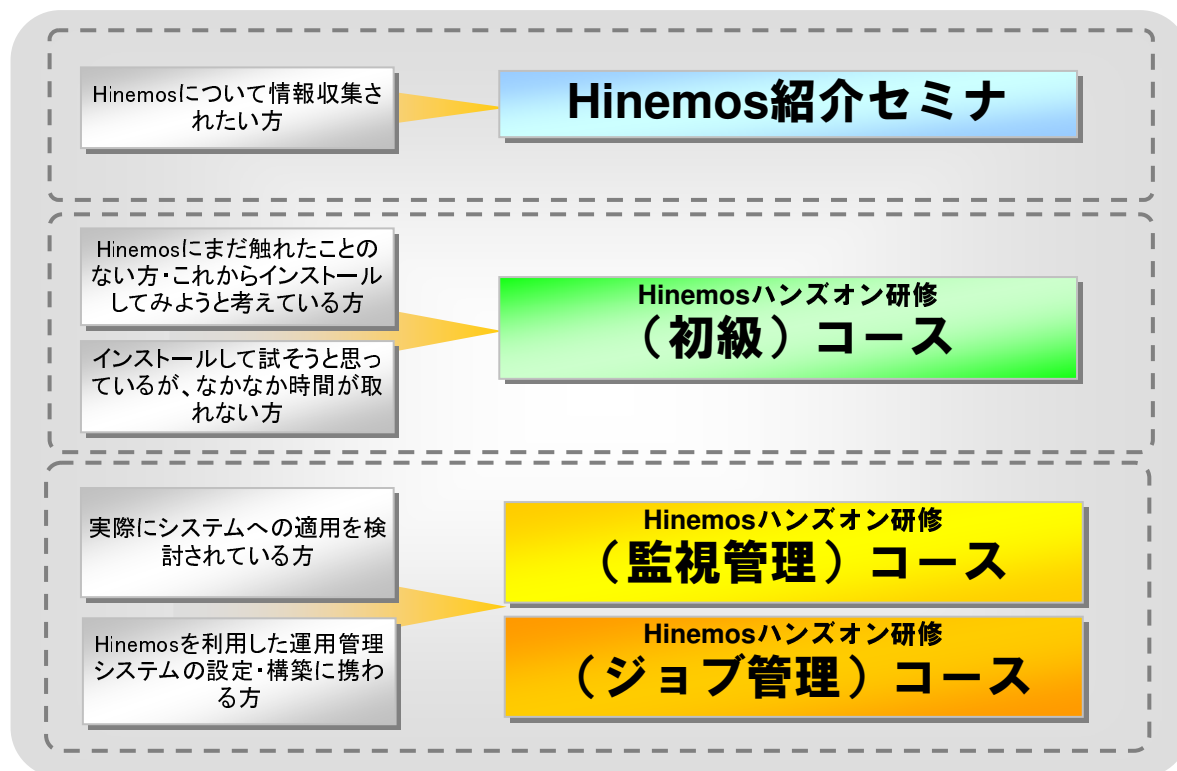 Hinemosについて情報収集さ
れたい方
Hinemos紹介セミナ
Hinemosにまだ触れたことの
ない方・これからインストール
してみようと考えている方
インストールして試そうと思っ
ているが、なかなか時間が取
れない方
Hinemosハンズオン研修
（初級）コース
実際にシステムへの適用を検
討されている方
Hinemosを利用した運用管理
システムの設定・構築に携わ
る方
Hinemosハンズオン研修
（監視管理）コース
Hinemosハンズオン研修
（ジョブ管理）コース